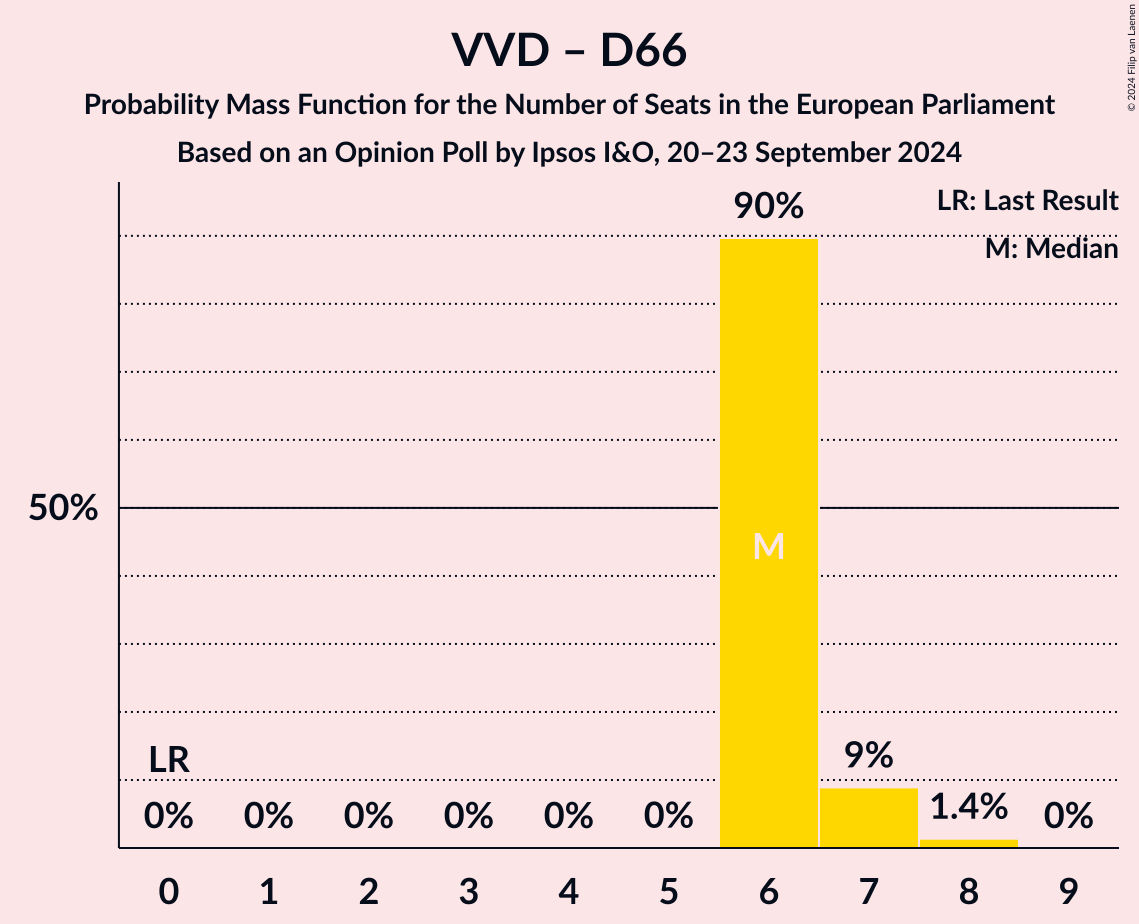 VVD – D66
Probability Mass Function for the Number of Seats in the European Parliament
Based on an Opinion Poll by Ipsos I&O, 20–23 September 2024
© 2024 Filip van Laenen
LR: Last Result
M: Median
90%
50%
M
LR
9%
1.4%
0% 0% 0% 0% 0% 0% 0%
0 1 2 3 4 5 6 7 8 9